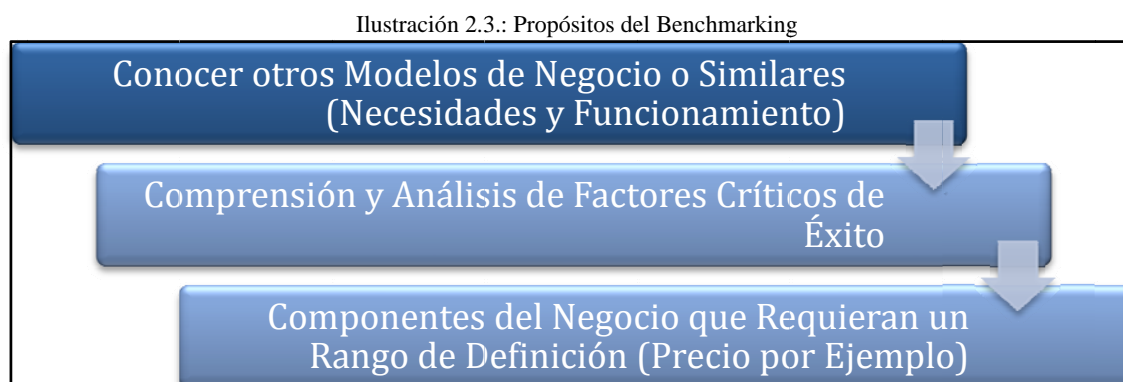 Ilustración 2.3.: Propósitos del Benchmarking
Conocer otros Modelos de Negocio o Similares
(Necesidades y Funcionamiento)
Comprensión y Análisis de Factores Críticos de
Éxito
Componentes del Negocio que Requieran un
Rango de Definición (Precio por Ejemplo)